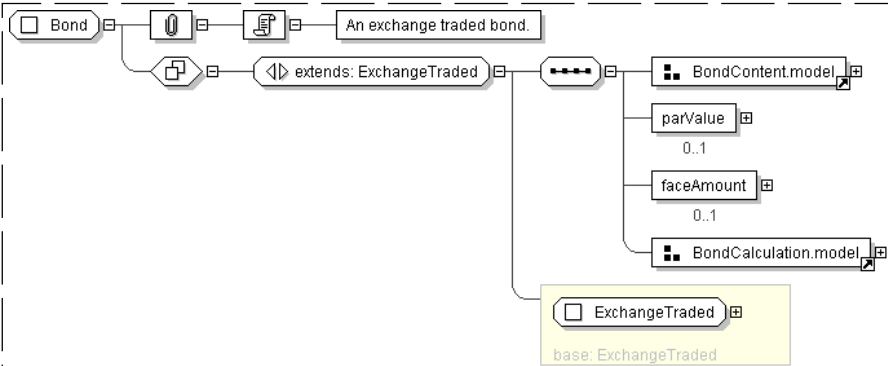 Bond
An exchange traded bond.
extends: ExchangeTraded
BondContent.model
parValue
0..1
faceAmount
0..1
BondCalculation.model
ExchangeTraded
base: ExchangeTraded